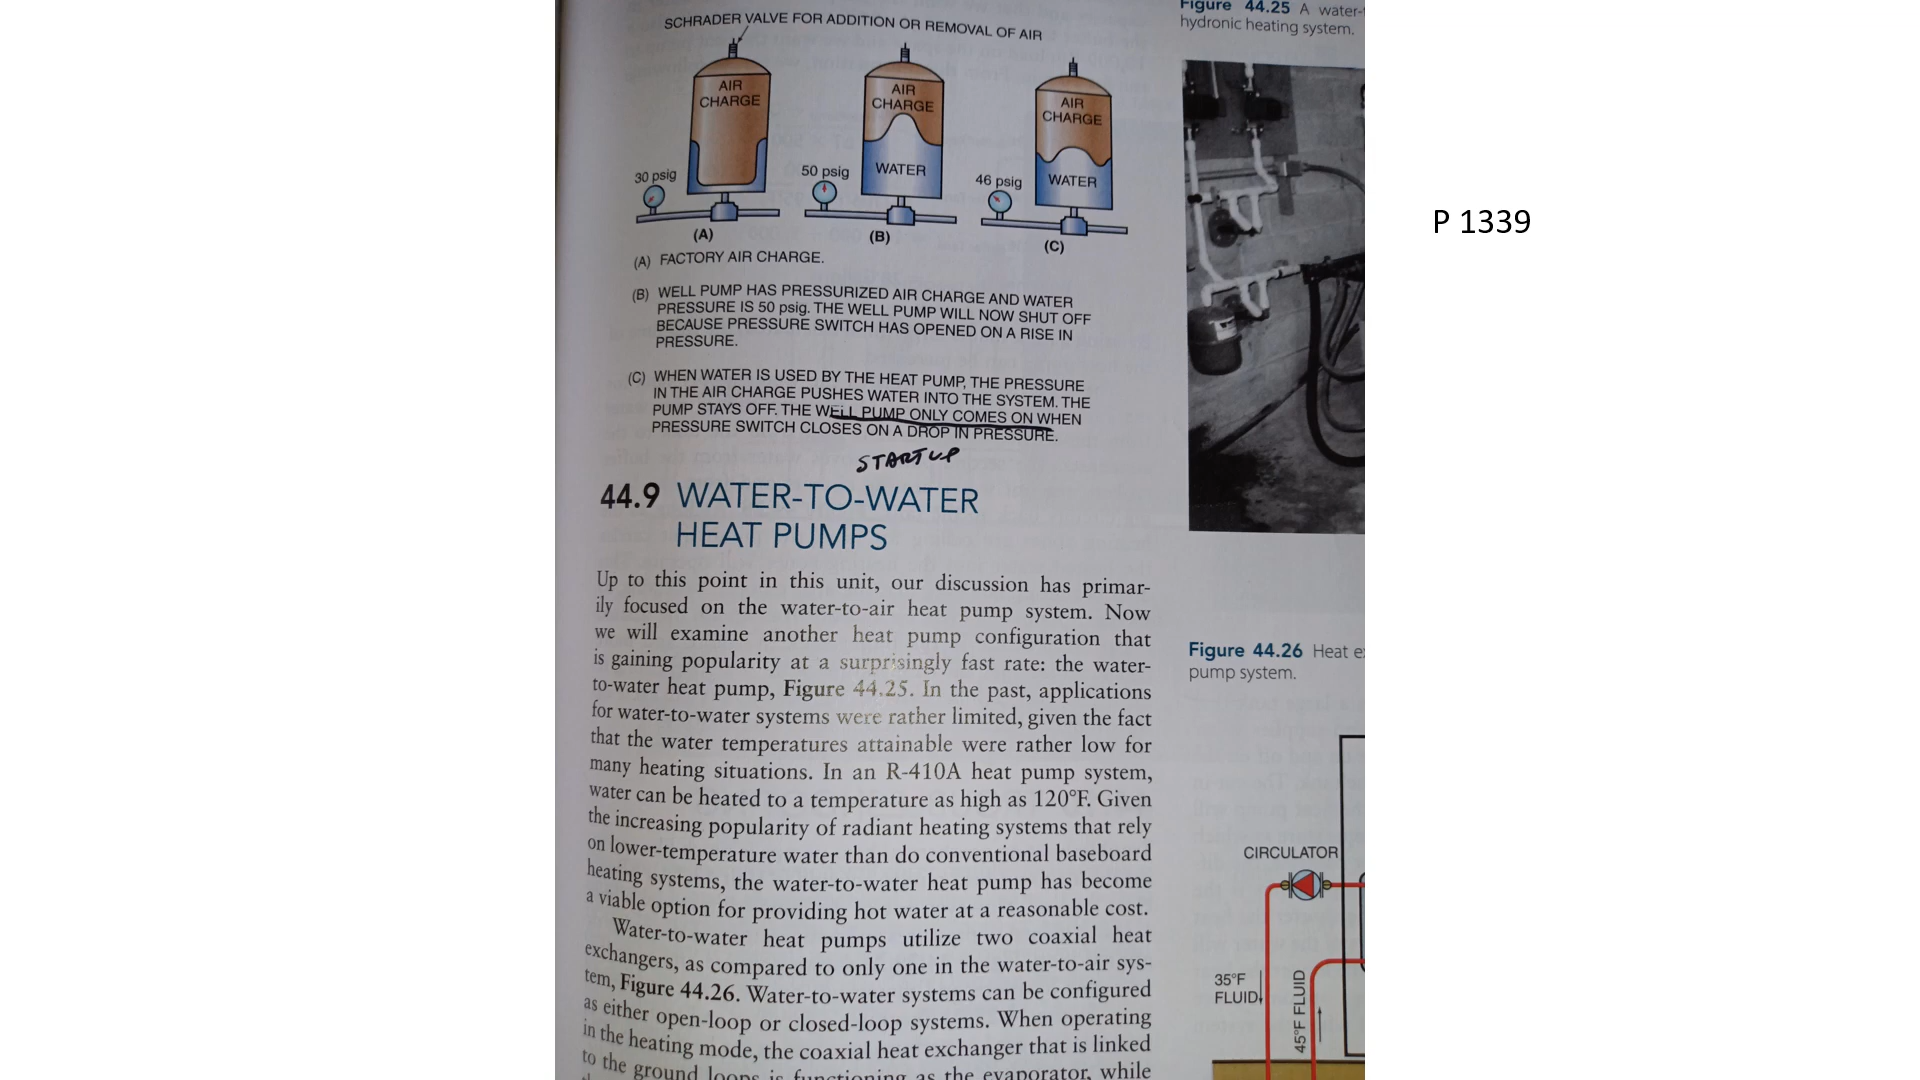 SCHRADER VALVE FOR ADDITION OR REMOVAL OF AIR
AIR
CHARGE
30 psig
(A)
AIR
CHARGE
WATER
50 psig
(B)
AIR
CHARGE
WATER
46 psig
(C)
(A) FACTORY AIR CHARGE.
(B) WELL PUMP HAS PRESSURIZED AIR CHARGE AND WATER
PRESSURE IS 50 psig. THE WELL PUMP WILL NOW SHUT OFF
BECAUSE PRESSURE SWITCH HAS OPENED ON A RISE IN
PRESSURE.
(C) WHEN WATER IS USED BY THE HEAT PUMP, THE PRESSURE
IN THE AIR CHARGE PUSHES WATER INTO THE SYSTEM. THE
PUMP STAYS OFF. THE WELL PUMP ONLY COMES ON WHEN
PRESSURE SWITCH CLOSES ON A DROP IN PRESSURE.
STARTUP
44.9 WATER-TO-WATER
HEAT PUMPS
Up to this point in this unit, our discussion has primar-
ily focused on the water-to-air heat pump system. Now
we will examine another heat pump configuration that
is gaining popularity at a surprisingly fast rate: the water-
to-water heat pump, Figure 44.25. In the past, applications
for water-to-water systems were rather limited, given the fact
that the water temperatures attainable were rather low for
many heating situations. In an R-410A heat pump system,
water can be heated to a temperature as high as 120°F. Given
the increasing popularity of radiant heating systems that rely
on lower-temperature water than do conventional baseboard
heating systems, the water-to-water heat pump has become
a viable option for providing hot water at a reasonable cost.
Water-to-water heat pumps utilize two coaxial heat
exchangers, as compared to only one in the water-to-air sys-
tem, Figure 44.26. Water-to-water systems can be configured
as either open-loop or closed-loop systems. When operating
in the heating mode, the coaxial heat exchanger that is linked
to the ground loops is functioning as the evaporator, while
Figure 44.25 A water-
hydronic heating system.
Figure 44.26 Heat
pump system.
CIRCULATOR
35°F
FLUID
45°F FLUID
P 1339